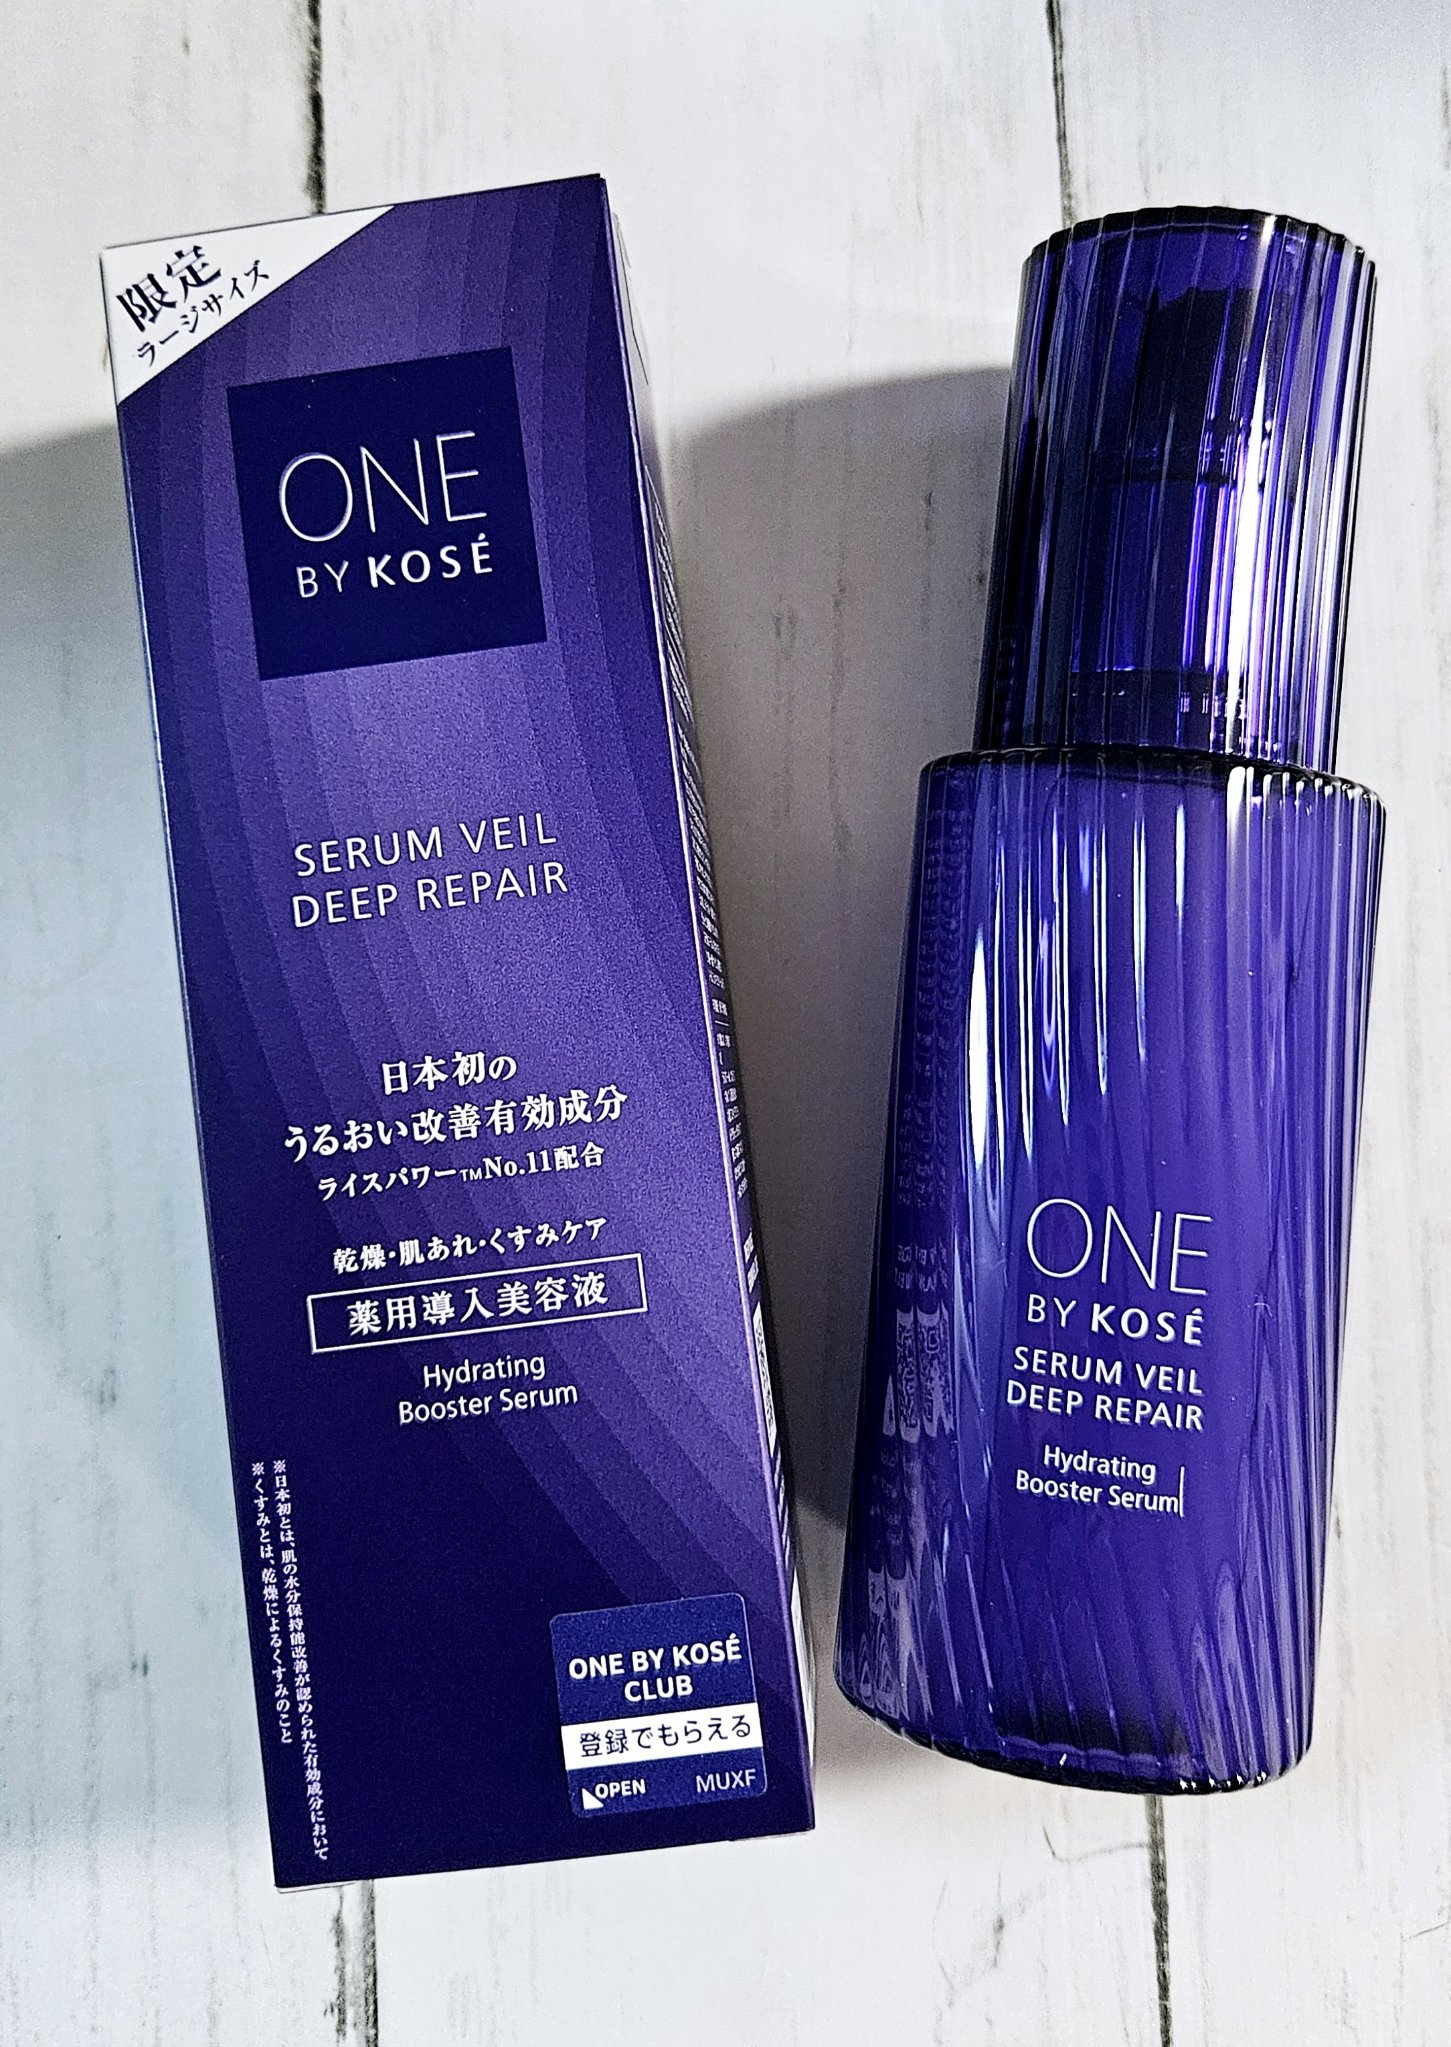 限定
ラージサイズ
ONE
BY KOSÉ
SERUM VEIL
DEEP REPAIR
日本初の
うるおい改善有効成分
ライスパワー™No.11配合
乾燥・肌あれ・くすみケア
薬用導入美容液
Hydrating
Booster Serum
※日本初とは、肌の水分保持能改善が認められた有効成分において
※くすみとは、乾燥によるくすみのこと
ONE BY KOSÉ
CLUB
登録でもらえる
OPEN MUXF
ONE
BY KOSÉ
SERUM VEIL
DEEP REPAIR
Hydrating
Booster Serum